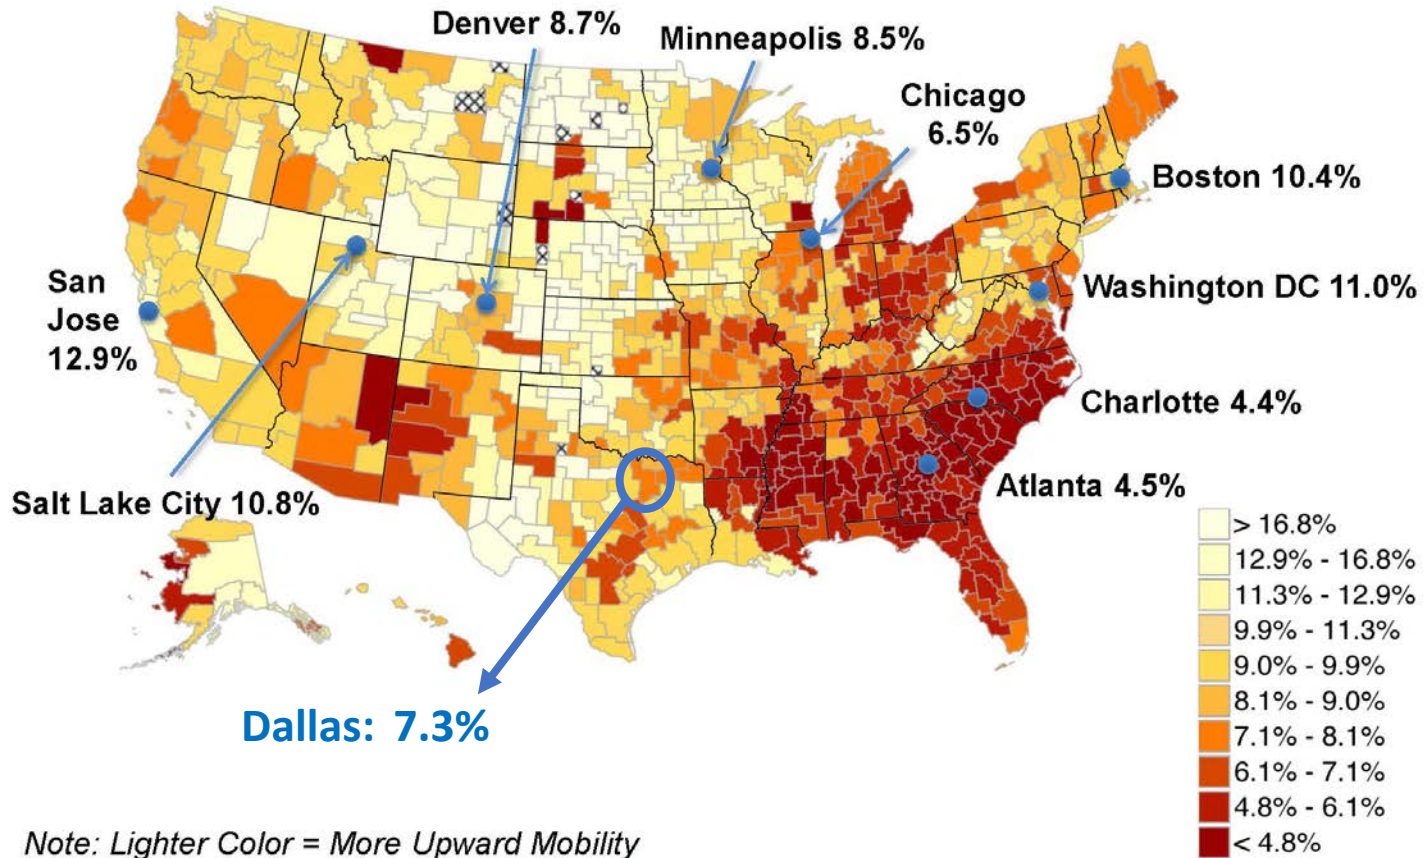 Denver 8.7%
Minneapolis 8.5%
Chicago
6.5%
Boston 10.4%
San
Jose
12.9%
Washington DC 11.0%
Charlotte 4.4%
Atlanta 4.5%
Salt Lake City 10.8%
Dallas: 7.3%
> 16.8%
12.9% - 16.8%
11.3% - 12.9%
9.9% - 11.3%
9.0% - 9.9%
8.1% - 9.0%
7.1% - 8.1%
6.1% - 7.1%
4.8% - 6.1%
< 4.8%
Note: Lighter Color = More Upward Mobility